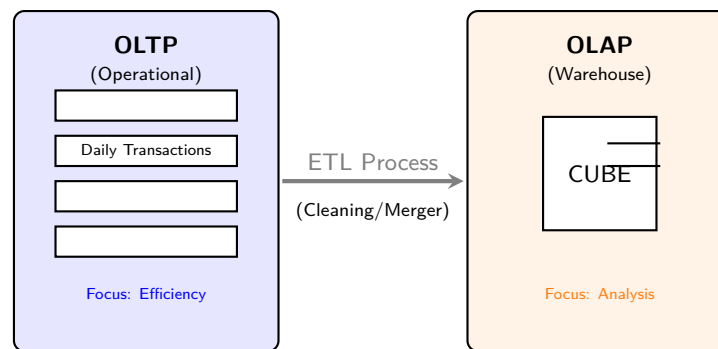 OLTP
(Operational)
Daily Transactions
Focus: Efficiency
ETL Process
(Cleaning/Merger)
OLAP
(Warehouse)
CUBE
Focus: Analysis